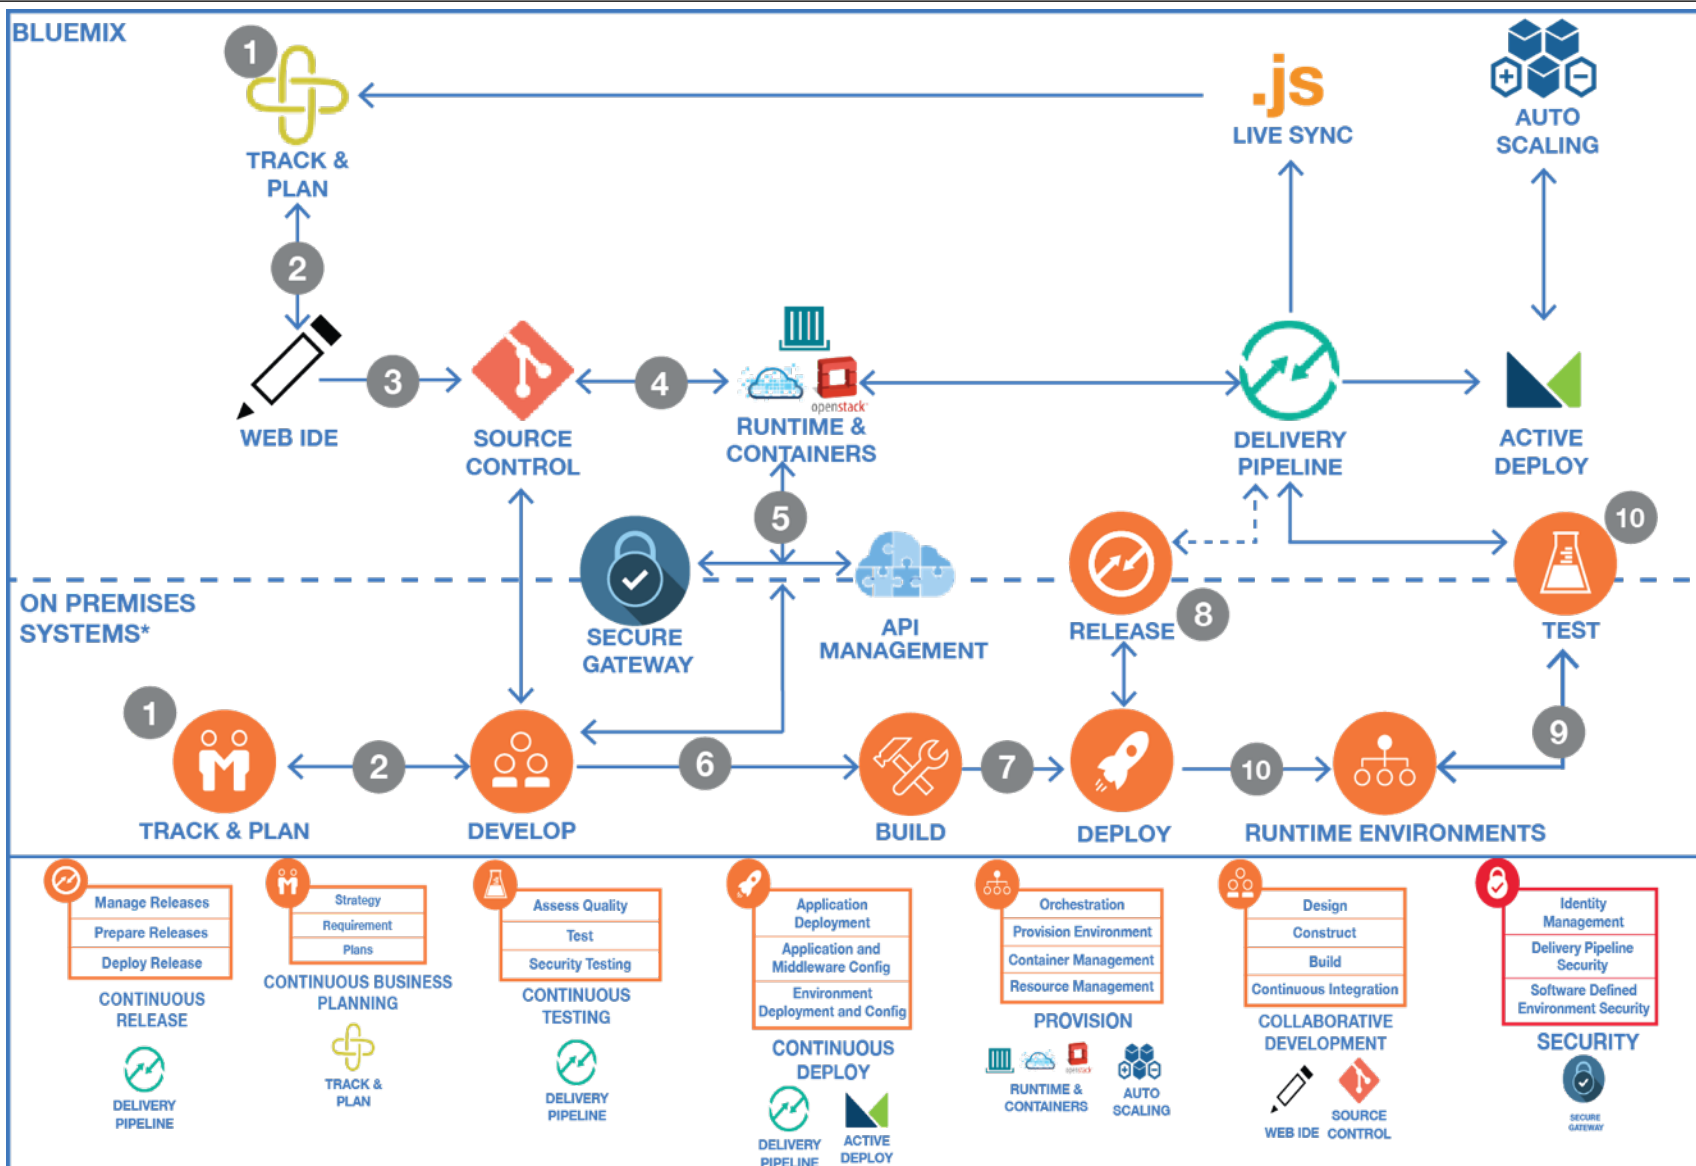 BLUEMIX
1
TRACK &
PLAN
.js
LIVE SYNC
AUTO
SCALING
2
3
4
WEB IDE
SOURCE
CONTROL
openstack
RUNTIME &
CONTAINERS
DELIVERY
PIPELINE
ACTIVE
DEPLOY
5
10
ON PREMISES
SYSTEMS*
SECURE
GATEWAY
API
MANAGEMENT
RELEASE
8
TEST
1
2
6
7
10
9
TRACK & PLAN
DEVELOP
BUILD
DEPLOY
RUNTIME ENVIRONMENTS
Manage Releases
Prepare Releases
Deploy Release
CONTINUOUS
RELEASE
DELIVERY
PIPELINE
Strategy
Requirement
Plans
CONTINUOUS BUSINESS
PLANNING
TRACK &
PLAN
Assess Quality
Test
Security Testing
CONTINUOUS
TESTING
DELIVERY
PIPELINE
Application
Deployment
Application and
Middleware Config
Environment
Deployment and Config
CONTINUOUS
DEPLOY
DELIVERY
PIPELINE
ACTIVE
DEPLOY
Orchestration
Provision Environment
Container Management
Resource Management
PROVISION
openstack
RUNTIME &
CONTAINERS
AUTO
SCALING
Design
Construct
Build
Continuous Integration
COLLABORATIVE
DEVELOPMENT
WEB IDE
SOURCE
CONTROL
Identity
Management
Delivery Pipeline
Security
Software Defined
Environment Security
SECURITY
SECURE
GATEWAY